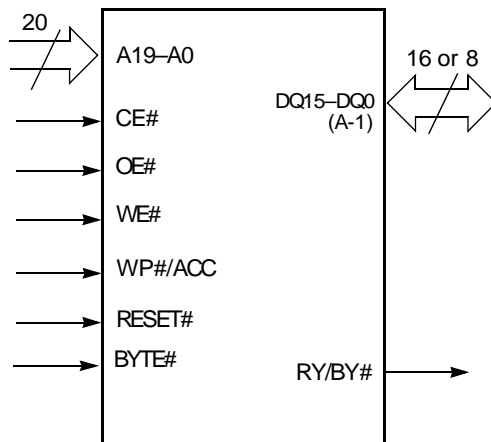 20
A19–A0
16 or 8
DQ15–DQ0
(A-1)
CE#
OE#
WE#
WP#/ACC
RESET#
BYTE#
RY/BY#